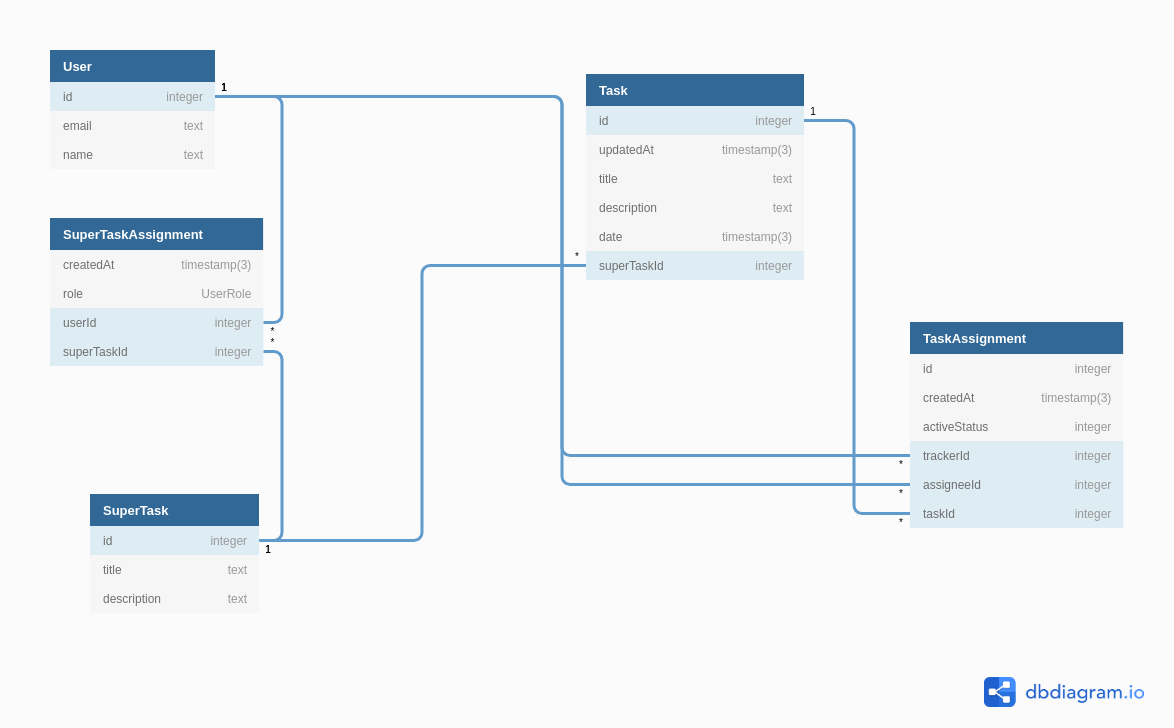 User
1
id integer
email text
name text
SuperTaskAssignment
createdAt timestamp(3)
role UserRole
userId integer
*
*
superTaskId integer
SuperTask
id integer
1
title text
description text
Task
1
id integer
updatedAt timestamp(3)
title text
description text
date timestamp(3)
*
superTaskId integer
TaskAssignment
id integer
createdAt timestamp(3)
activeStatus integer
trackerId integer
*
assigneeId integer
*
taskId integer
*
dbdiagram.io